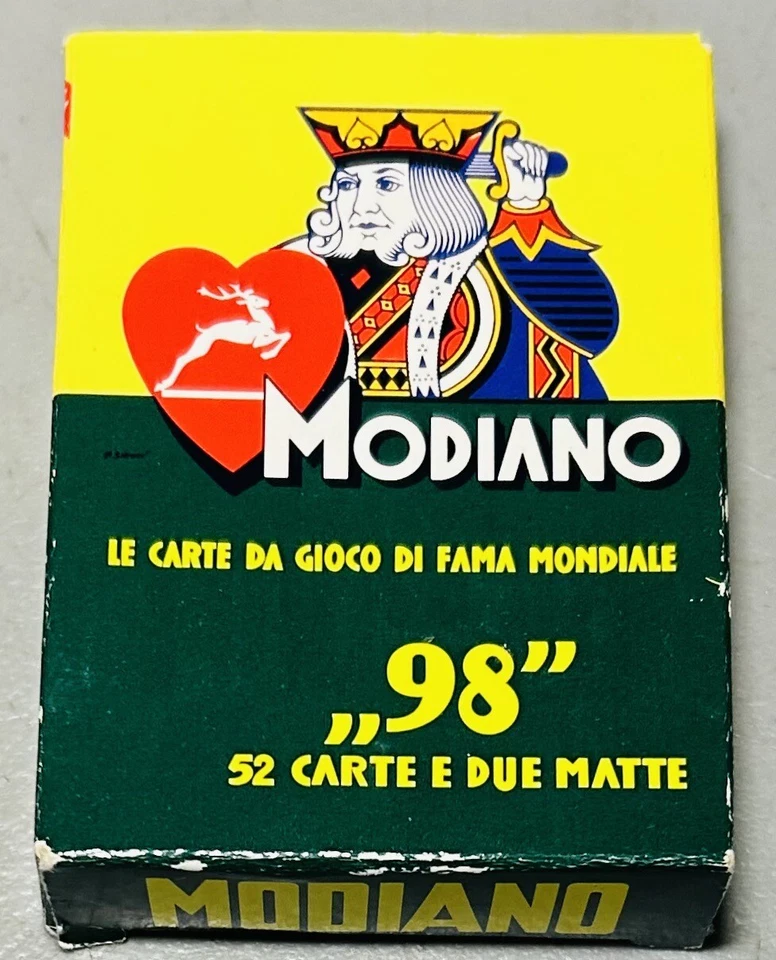 MODIANO
LE CARTE DA GIOCO DI FAMA MONDIALE
„98”
52 CARTE E DUE MATTE
MODIANO